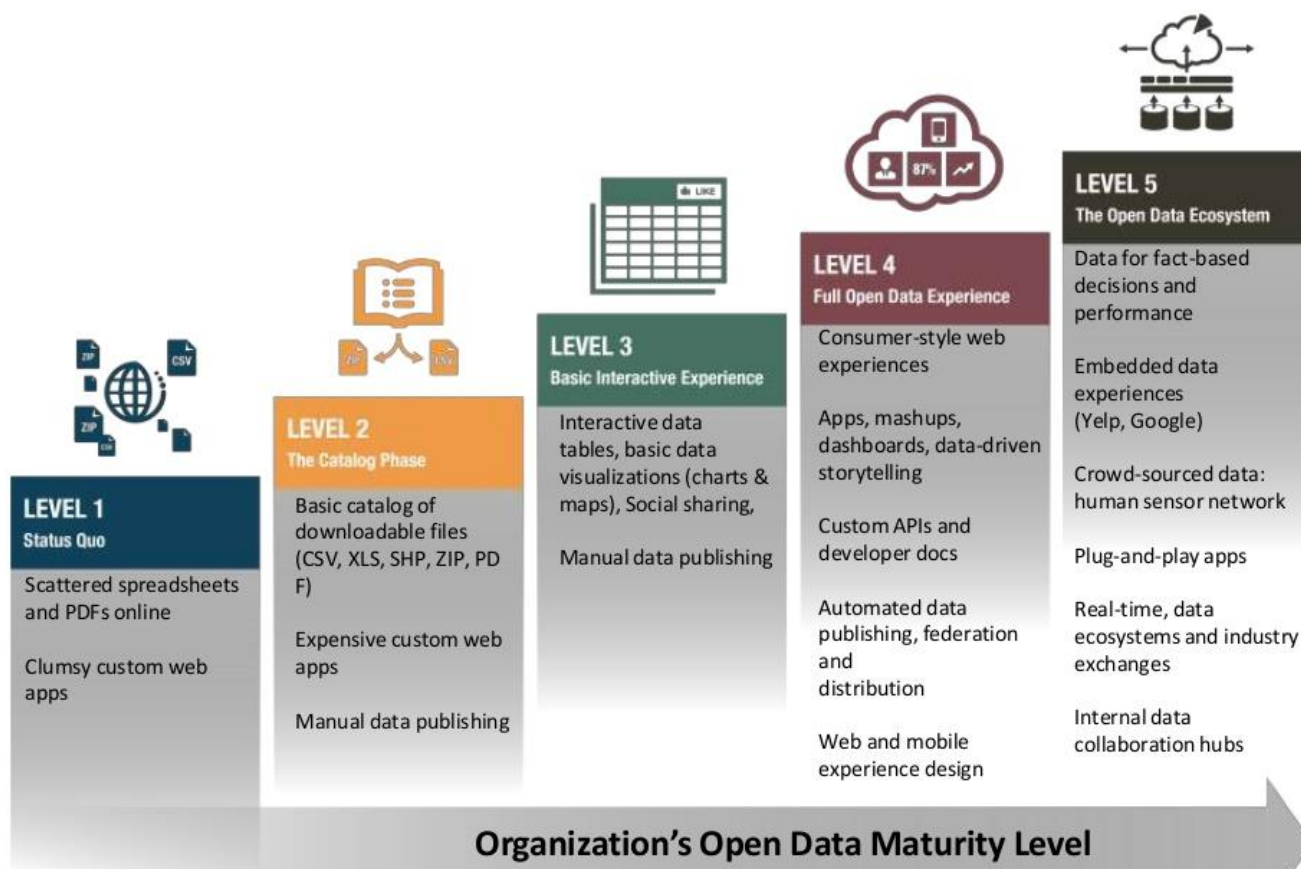 ZIP
CSV
ZIP
CSV
LEVEL 1
Status Quo
Scattered spreadsheets
and PDFs online
Clumsy custom web
apps
ZIP
CSV
LEVEL 2
The Catalog Phase
Basic catalog of
downloadable files
(CSV, XLS, SHP, ZIP, PD
F)
Expensive custom web
apps
Manual data publishing
LIKE
LEVEL 3
Basic Interactive Experience
Interactive data
tables, basic data
visualizations (charts &
maps), Social sharing,
Manual data publishing
87%
LEVEL 4
Full Open Data Experience
Consumer-style web
experiences
Apps, mashups,
dashboards, data-driven
storytelling
Custom APIs and
developer docs
Automated data
publishing, federation
and
distribution
Web and mobile
experience design
LEVEL 5
The Open Data Ecosystem
Data for fact-based
decisions and
performance
Embedded data
experiences
(Yelp, Google)
Crowd-sourced data:
human sensor network
Plug-and-play apps
Real-time, data
ecosystems and industry
exchanges
Internal data
collaboration hubs
Organization's Open Data Maturity Level